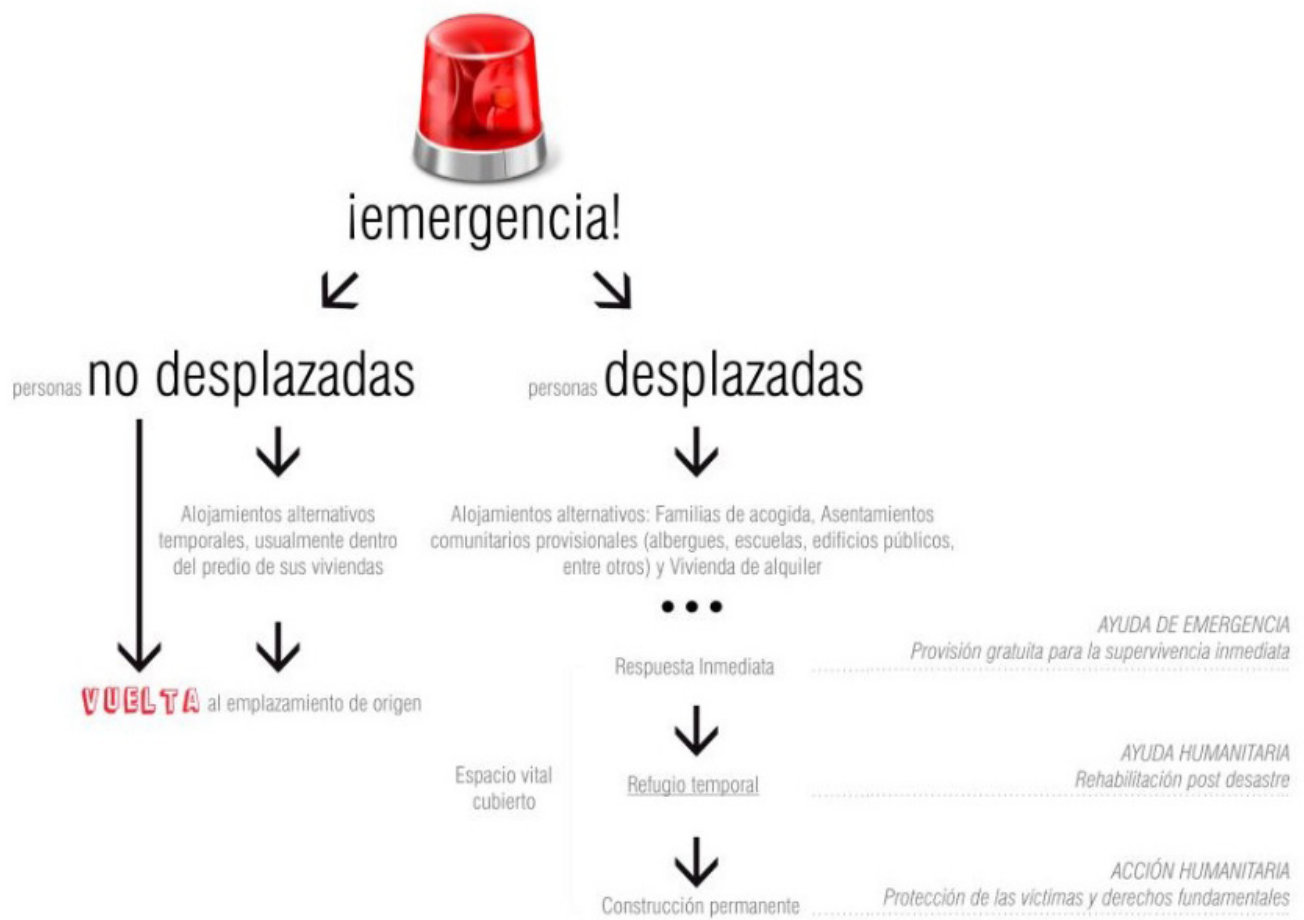 ¡emergencia!
personas no desplazadas
personas desplazadas
Alojamientos alternativos
temporales, usualmente dentro
del predio de sus viviendas
Alojamientos alternativos: Familias de acogida, Asentamientos
comunitarios provisionales (albergues, escuelas, edificios públicos,
entre otros) y Vivienda de alquiler
VUELTA al emplazamiento de origen
Respuesta Inmediata
AYUDA DE EMERGENCIA
Provisión gratuita para la supervivencia inmediata
Espacio vital
cubierto
Refugio temporal
AYUDA HUMANITARIA
Rehabilitación post desastre
Construcción permanente
ACCIÓN HUMANITARIA
Protección de las víctimas y derechos fundamentales